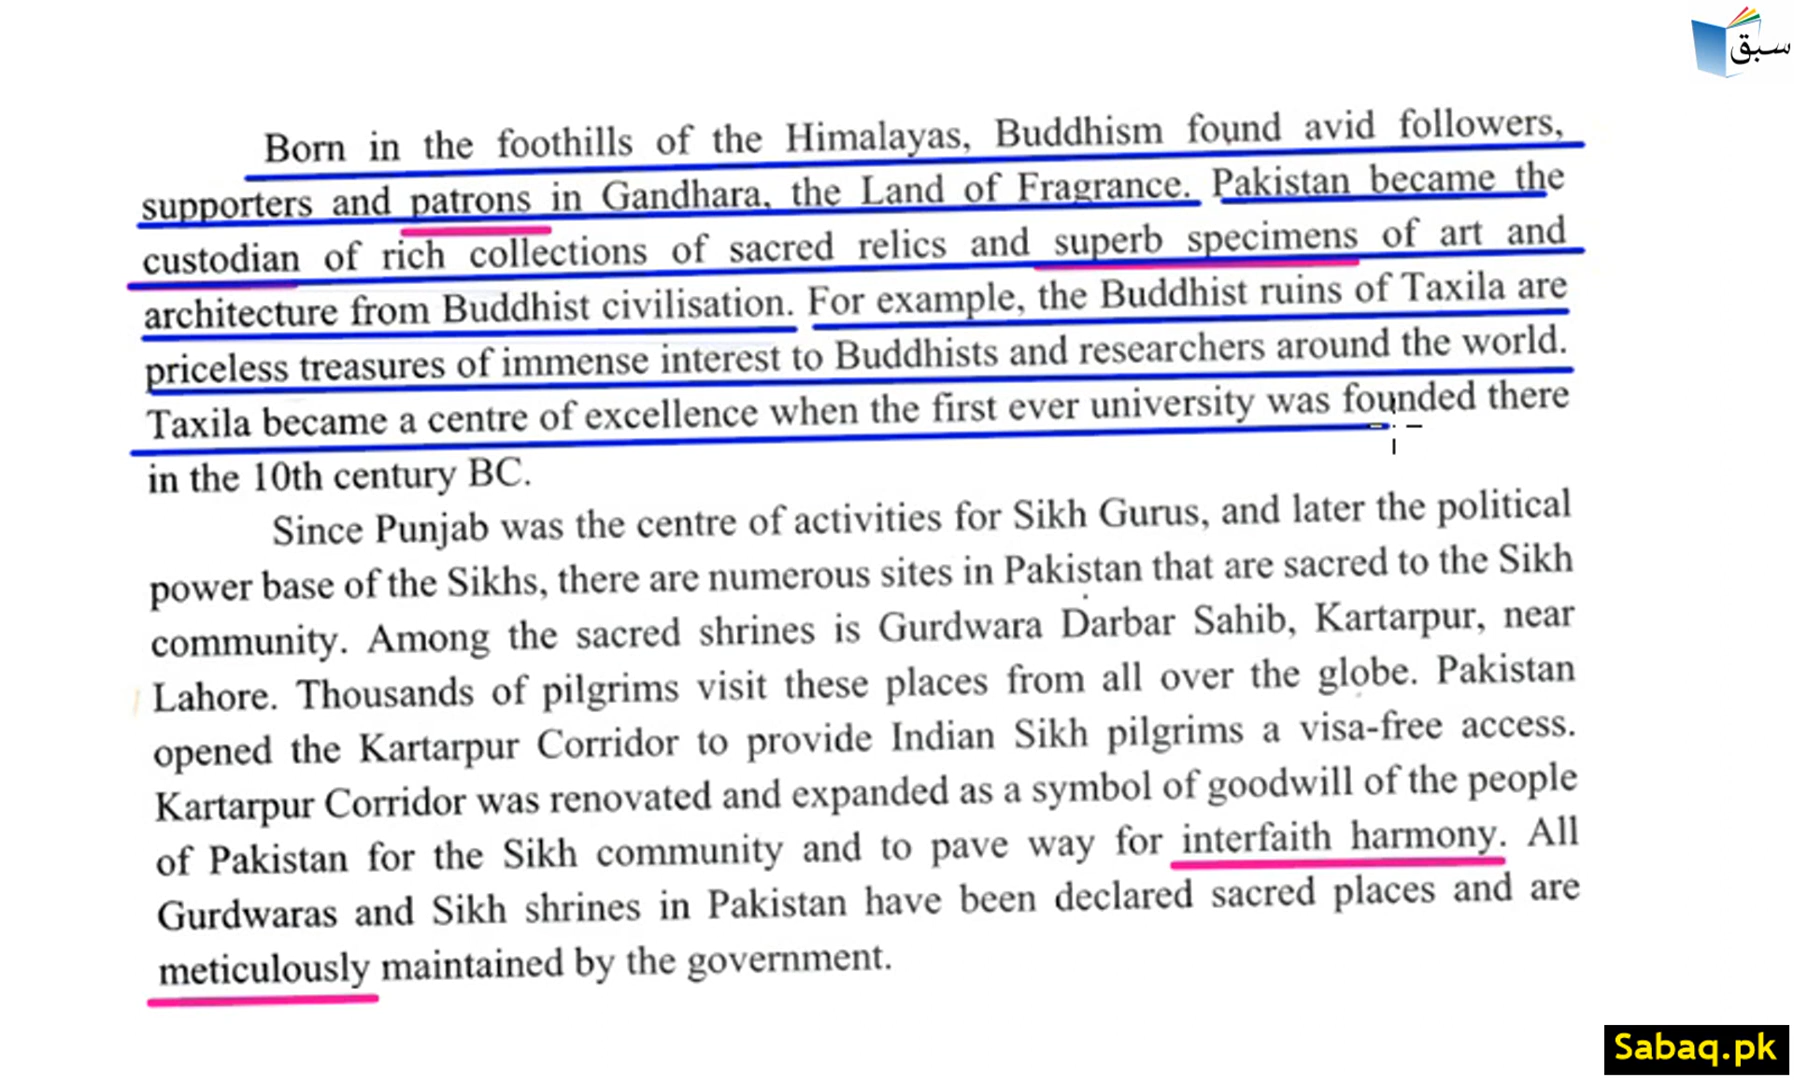 سبق
Born in the foothills of the Himalayas, Buddhism found avid followers,
supporters and patrons in Gandhara, the Land of Fragrance. Pakistan became the
custodian of rich collections of sacred relics and superb specimens of art and
architecture from Buddhist civilisation. For example, the Buddhist ruins of Taxila are
priceless treasures of immense interest to Buddhists and researchers around the world.
Taxila became a centre of excellence when the first ever university was founded there
in the 10th century BC.
Since Punjab was the centre of activities for Sikh Gurus, and later the political
power base of the Sikhs, there are numerous sites in Pakistan that are sacred to the Sikh
community. Among the sacred shrines is Gurdwara Darbar Sahib, Kartarpur, near
Lahore. Thousands of pilgrims visit these places from all over the globe. Pakistan
opened the Kartarpur Corridor to provide Indian Sikh pilgrims a visa-free access.
Kartarpur Corridor was renovated and expanded as a symbol of goodwill of the people
of Pakistan for the Sikh community and to pave way for interfaith harmony. All
Gurdwaras and Sikh shrines in Pakistan have been declared sacred places and are
meticulously maintained by the government.
Sabaq.pk